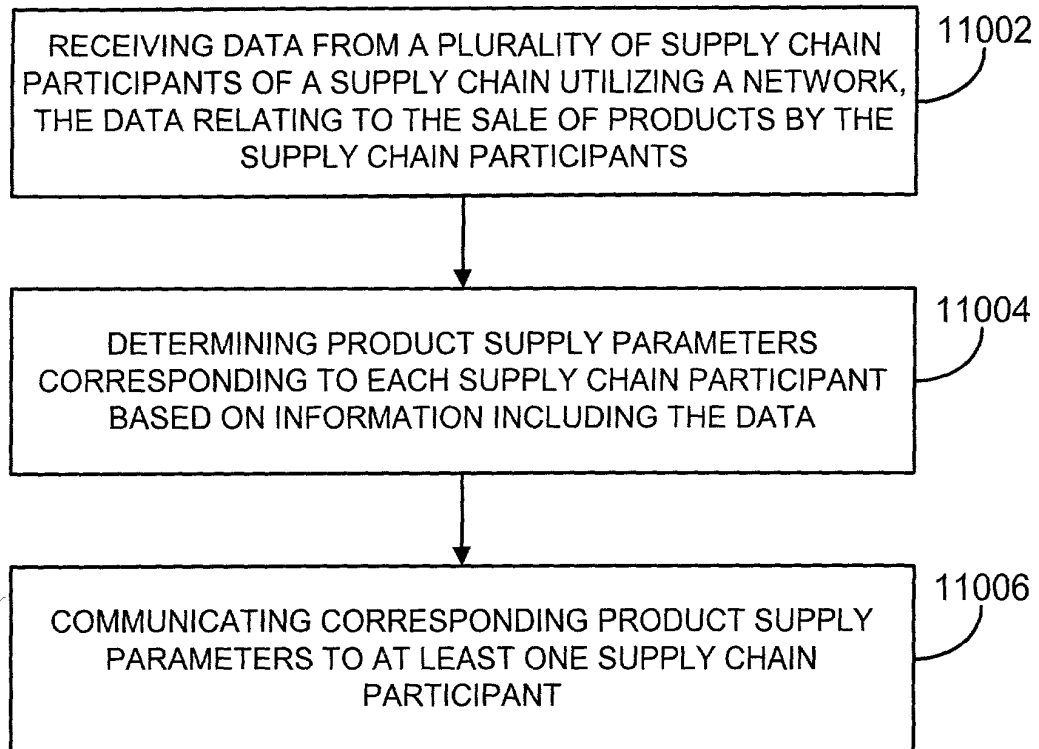 RECEIVING DATA FROM A PLURALITY OF SUPPLY CHAIN
PARTICIPANTS OF A SUPPLY CHAIN UTILIZING A NETWORK,
THE DATA RELATING TO THE SALE OF PRODUCTS BY THE
SUPPLY CHAIN PARTICIPANTS
11002
DETERMINING PRODUCT SUPPLY PARAMETERS
CORRESPONDING TO EACH SUPPLY CHAIN PARTICIPANT
BASED ON INFORMATION INCLUDING THE DATA
11004
COMMUNICATING CORRESPONDING PRODUCT SUPPLY
PARAMETERS TO AT LEAST ONE SUPPLY CHAIN
PARTICIPANT
11006